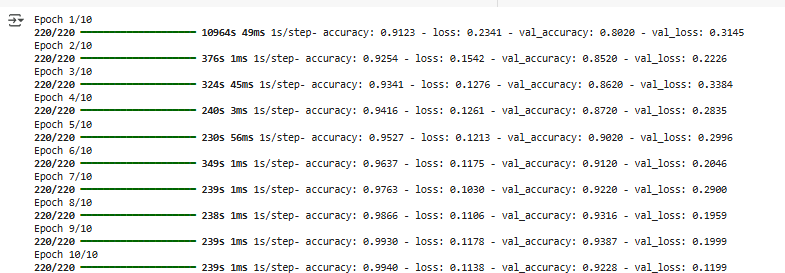 Epoch 1/10
220/220 ━━━━━━━━━━━━━━━━━━━━ 10964s 49ms 1s/step- accuracy: 0.9123 - loss: 0.2341 - val_accuracy: 0.8020 - val_loss: 0.3145
Epoch 2/10
220/220 ━━━━━━━━━━━━━━━━━━━━ 376s 1ms 1s/step- accuracy: 0.9254 - loss: 0.1542 - val_accuracy: 0.8520 - val_loss: 0.2226
Epoch 3/10
220/220 ━━━━━━━━━━━━━━━━━━━━ 324s 45ms 1s/step- accuracy: 0.9341 - loss: 0.1276 - val_accuracy: 0.8620 - val_loss: 0.3384
Epoch 4/10
220/220 ━━━━━━━━━━━━━━━━━━━━ 240s 3ms 1s/step- accuracy: 0.9416 - loss: 0.1261 - val_accuracy: 0.8720 - val_loss: 0.2835
Epoch 5/10
220/220 ━━━━━━━━━━━━━━━━━━━━ 230s 56ms 1s/step- accuracy: 0.9527 - loss: 0.1213 - val_accuracy: 0.9020 - val_loss: 0.2996
Epoch 6/10
220/220 ━━━━━━━━━━━━━━━━━━━━ 349s 1ms 1s/step- accuracy: 0.9637 - loss: 0.1175 - val_accuracy: 0.9120 - val_loss: 0.2046
Epoch 7/10
220/220 ━━━━━━━━━━━━━━━━━━━━ 239s 1ms 1s/step- accuracy: 0.9763 - loss: 0.1030 - val_accuracy: 0.9220 - val_loss: 0.2900
Epoch 8/10
220/220 ━━━━━━━━━━━━━━━━━━━━ 238s 1ms 1s/step- accuracy: 0.9866 - loss: 0.1106 - val_accuracy: 0.9316 - val_loss: 0.1959
Epoch 9/10
220/220 ━━━━━━━━━━━━━━━━━━━━ 239s 1ms 1s/step- accuracy: 0.9930 - loss: 0.1178 - val_accuracy: 0.9387 - val_loss: 0.1999
Epoch 10/10
220/220 ━━━━━━━━━━━━━━━━━━━━ 239s 1ms 1s/step- accuracy: 0.9940 - loss: 0.1138 - val_accuracy: 0.9228 - val_loss: 0.1199